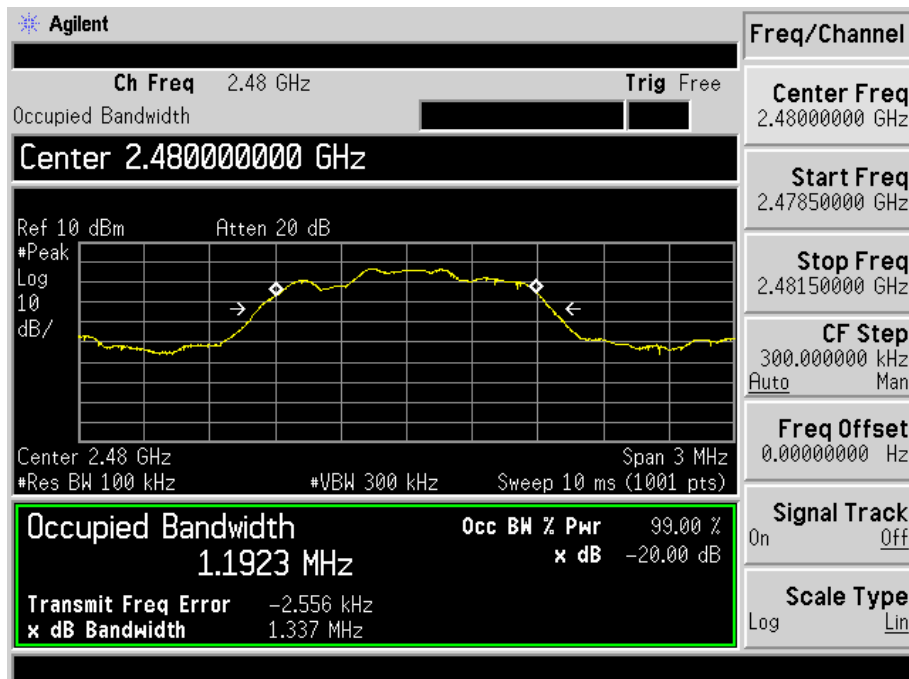 Agilent
Freq/Channel
Ch Freq 2.48 GHz Trig Free
Occupied Bandwidth
Center 2.480000000 GHz
Ref 10 dBm Atten 20 dB
#Peak
Log
10
dB/
Center 2.48 GHz Span 3 MHz
#Res BW 100 kHz #VBW 300 kHz Sweep 10 ms (1001 pts)
Occupied Bandwidth
1.1923 MHz
Occ BW % Pwr 99.00 %
x dB -20.00 dB
Transmit Freq Error -2.556 kHz
x dB Bandwidth 1.337 MHz
Center Freq
2.48000000 GHz
Start Freq
2.47850000 GHz
Stop Freq
2.48150000 GHz
CF Step
300.000000 kHz
Auto Man
Freq Offset
0.00000000 Hz
Signal Track
On Off
Scale Type
Log Lin